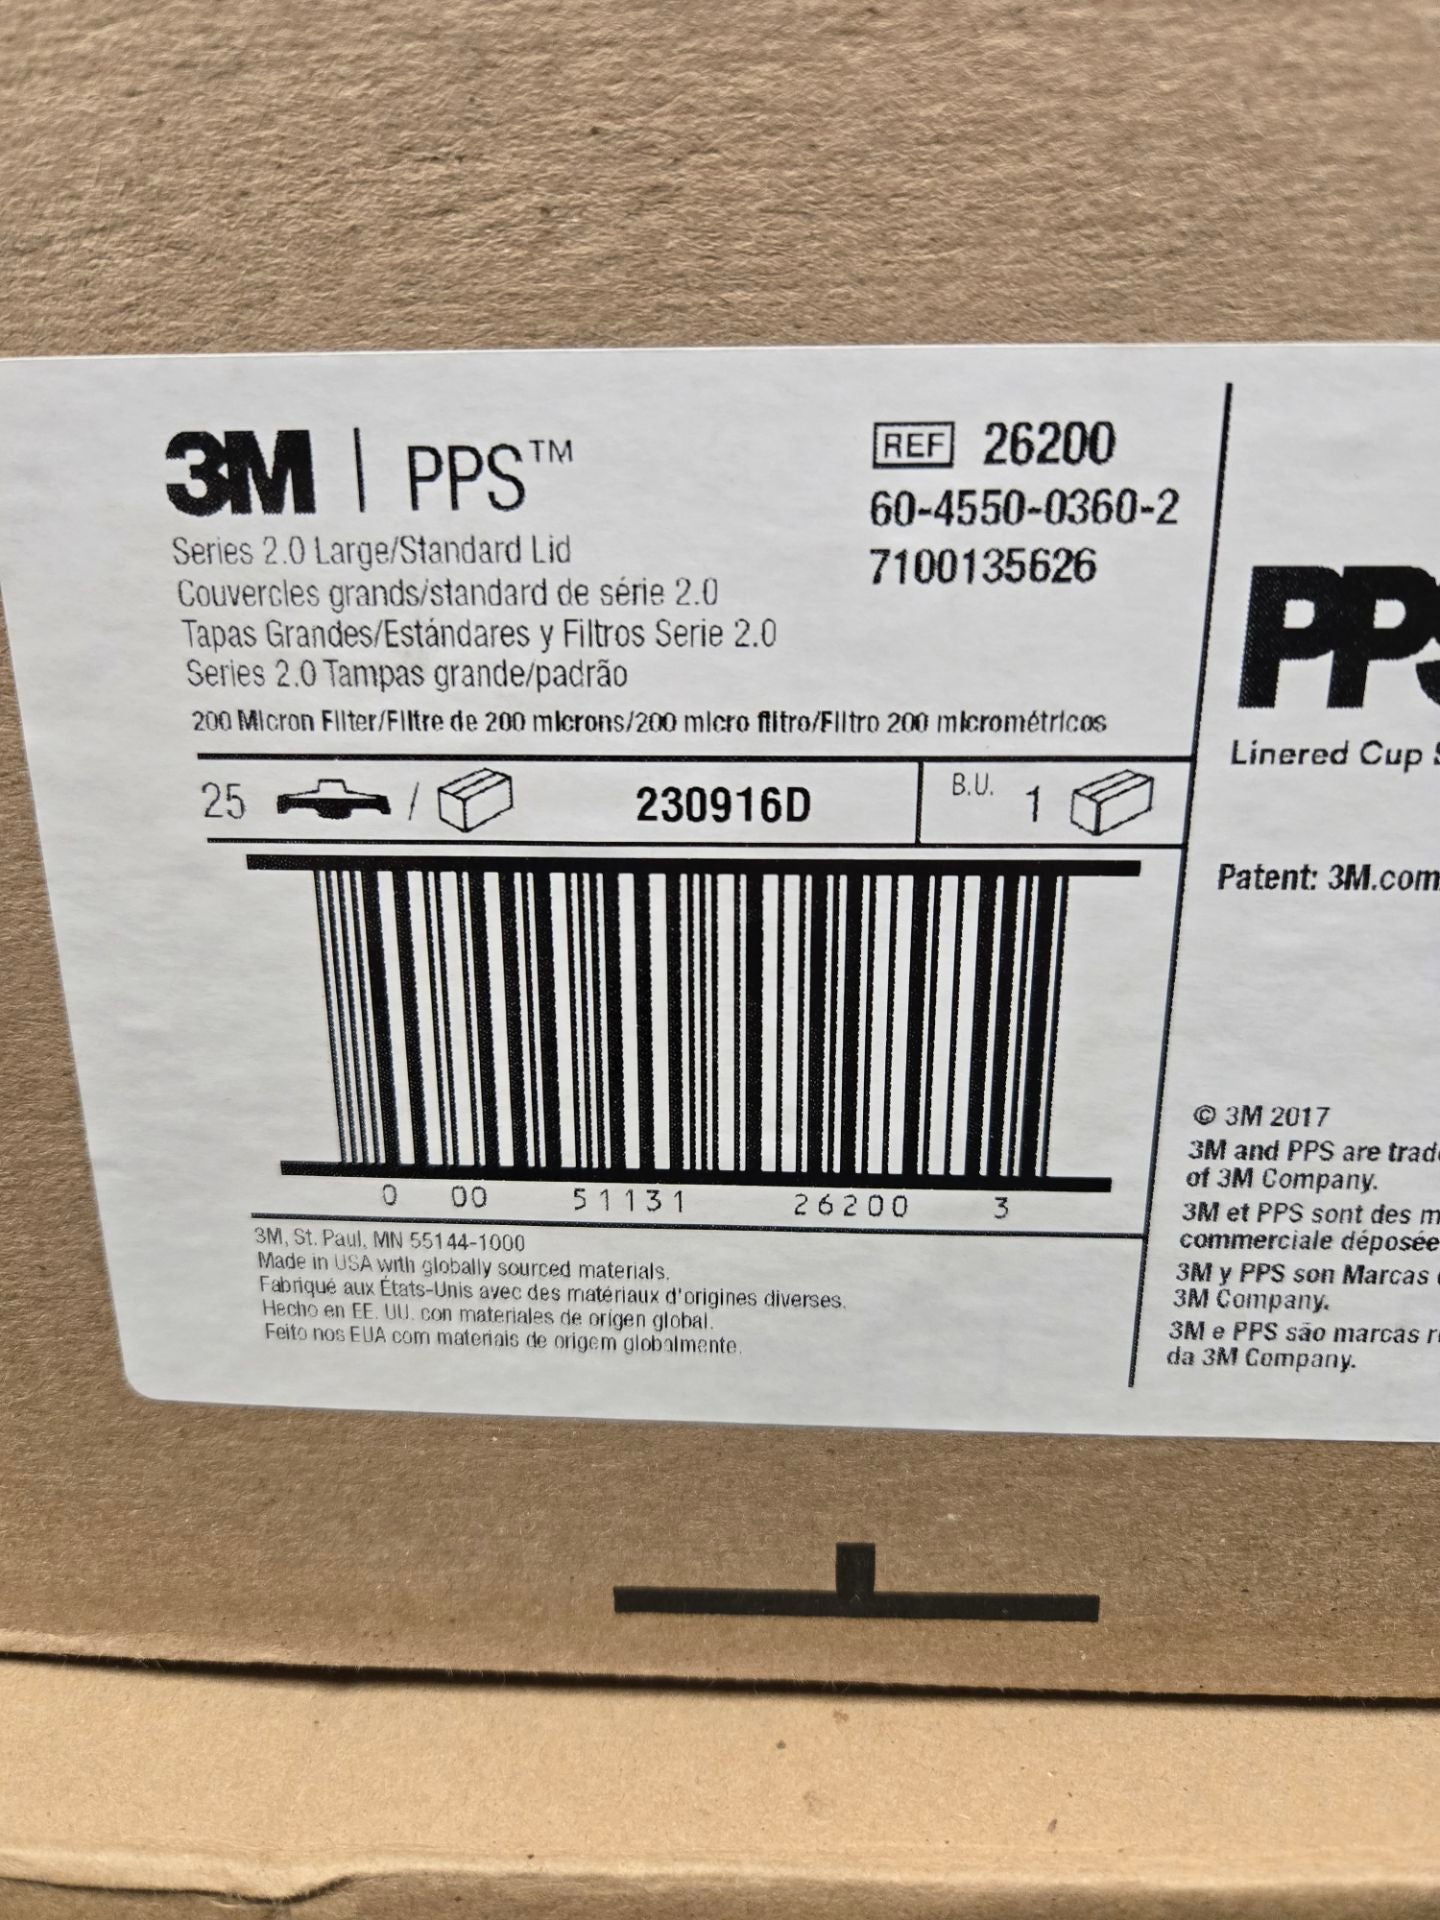 3M | PPS™
Series 2.0 Large/Standard Lid
Couvercles grands/standard de série 2.0
Tapas Grandes/Estándares y Filtros Serie 2.0
Series 2.0 Tampas grande/padrão
200 Micron Filter/Filtre de 200 microns/200 micro filtro/Filtro 200 micrométricos
REF 26200
60-4550-0360-2
7100135626
25 / 230916D B.U. 1
0 00 51131 26200 3
3M, St. Paul, MN 55144-1000
Made in USA with globally sourced materials.
Fabriqué aux États-Unis avec des matériaux d'origines diverses.
Hecho en EE. UU. con materiales de origen global.
Feito nos EUA com materiais de origem globalmente.
PPS
Linered Cup
Patent: 3M.com
© 3M 2017
3M and PPS are trad
of 3M Company.
3M et PPS sont des m
commerciale déposée
3M y PPS son Marcas
3M Company.
3M e PPS são marcas r
da 3M Company.